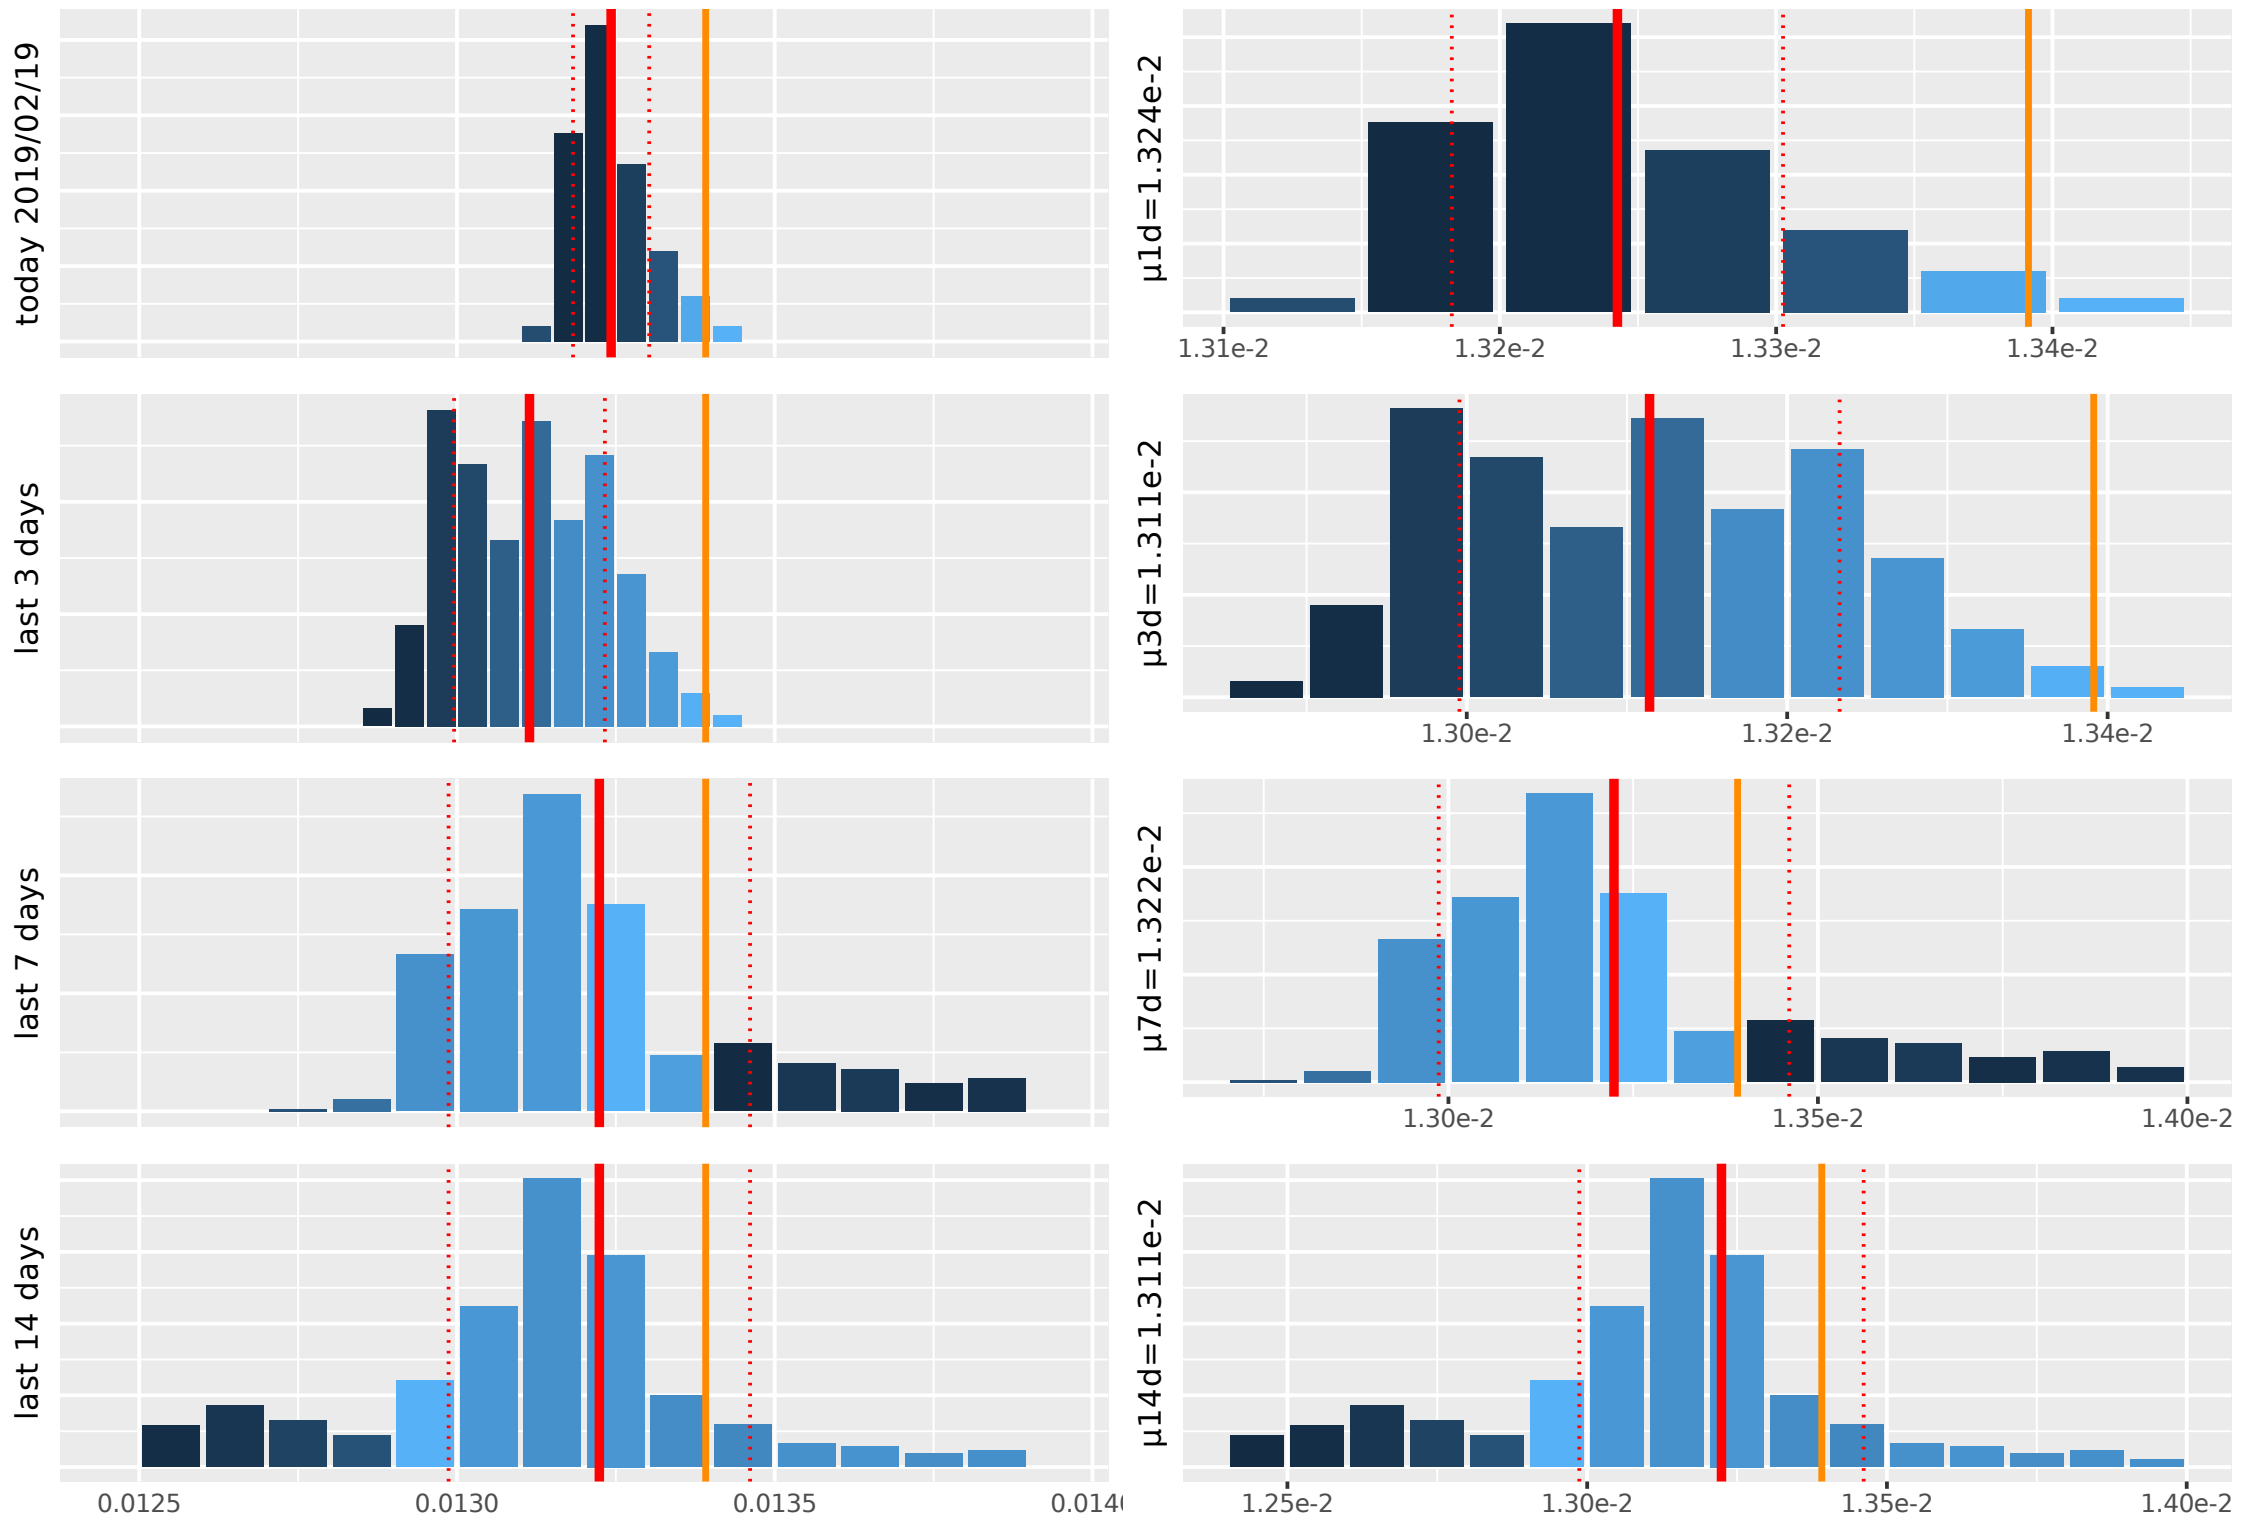 today 2019/02/19
µ1d=1.324e-2
1.31e-2 1.32e-2 1.33e-2 1.34e-2
last 3 days
µ3d=1.311e-2
1.30e-2 1.32e-2 1.34e-2
last 7 days
µ7d=1.322e-2
1.30e-2 1.35e-2 1.40e-2
last 14 days
0.0125 0.0130 0.0135 0.0140
µ14d=1.311e-2
1.25e-2 1.30e-2 1.35e-2 1.40e-2